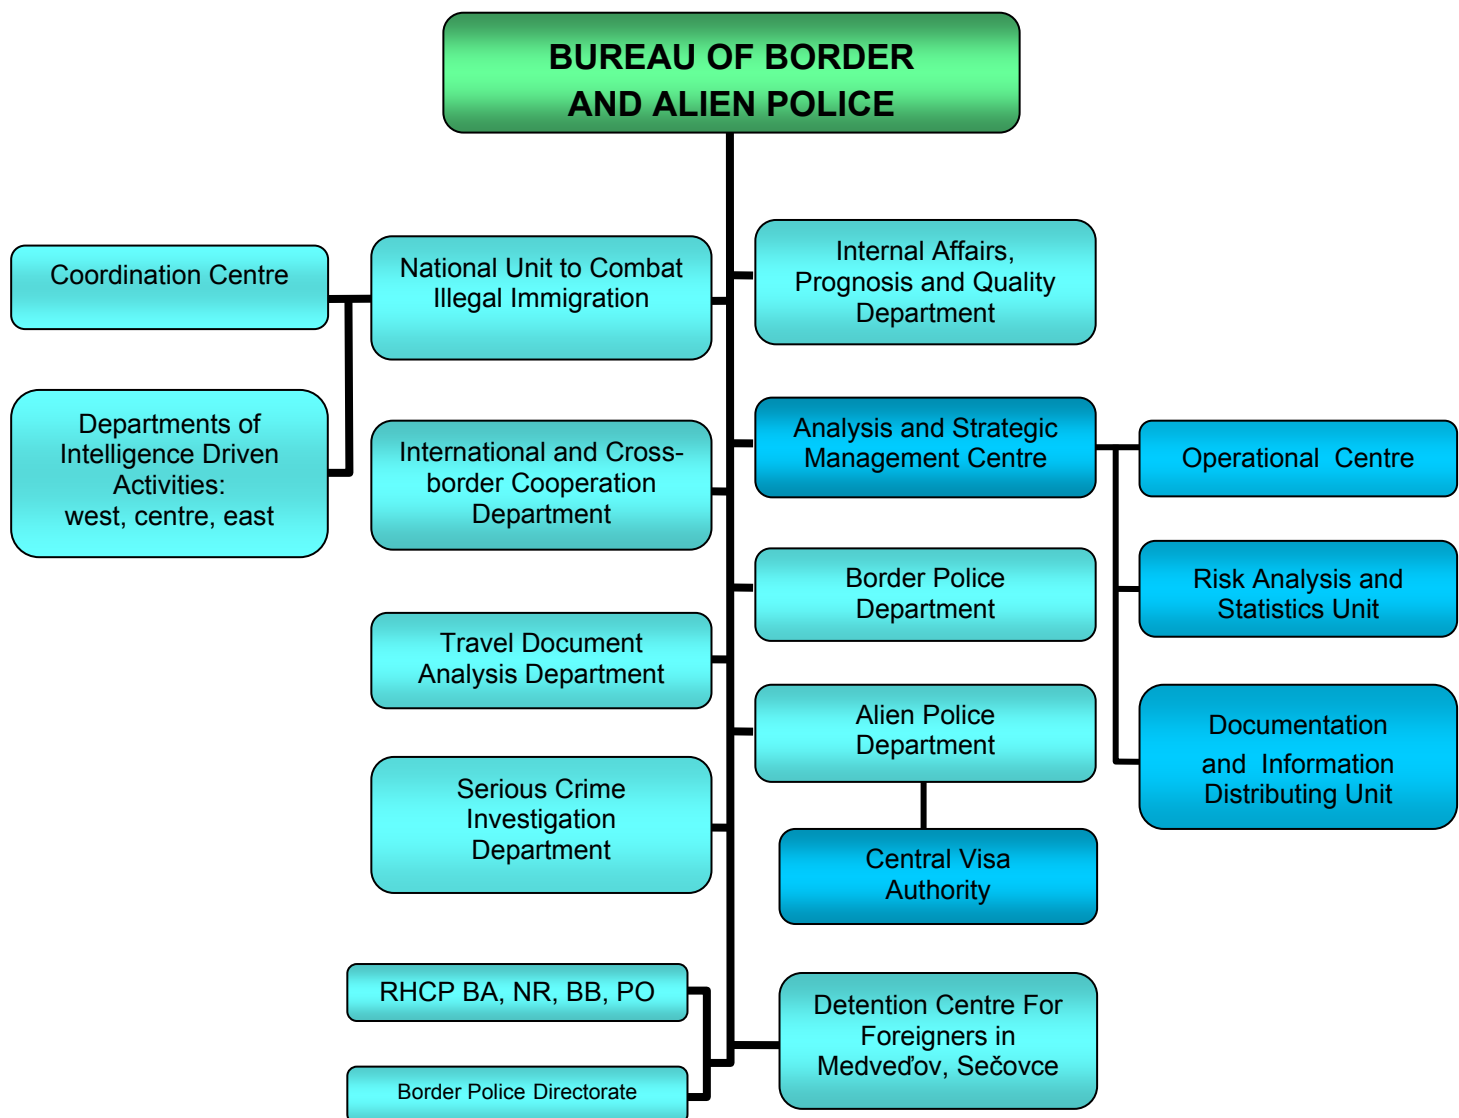 BUREAU OF BORDER
AND ALIEN POLICE
Coordination Centre
National Unit to Combat
Illegal Immigration
Internal Affairs,
Prognosis and Quality
Department
Departments of
Intelligence Driven
Activities:
west, centre, east
International and Cross-
border Cooperation
Department
Analysis and Strategic
Management Centre
Operational Centre
Border Police
Department
Risk Analysis and
Statistics Unit
Travel Document
Analysis Department
Alien Police
Department
Documentation
and Information
Distributing Unit
Serious Crime
Investigation
Department
Central Visa
Authority
RHCP BA, NR, BB, PO
Detention Centre For
Foreigners in
Medveďov, Sečovce
Border Police Directorate